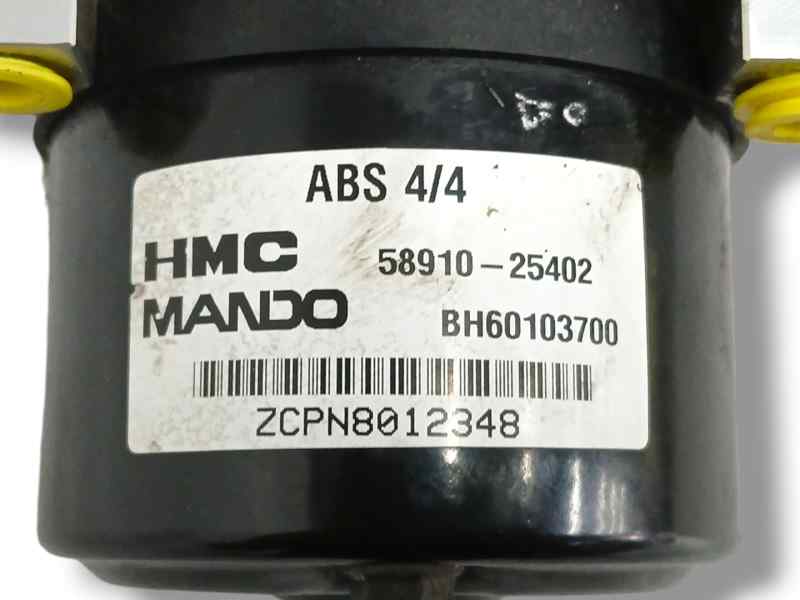 ABS 4/4
HMC 58910-25402
MANDO BH60103700
ZCPN8012348